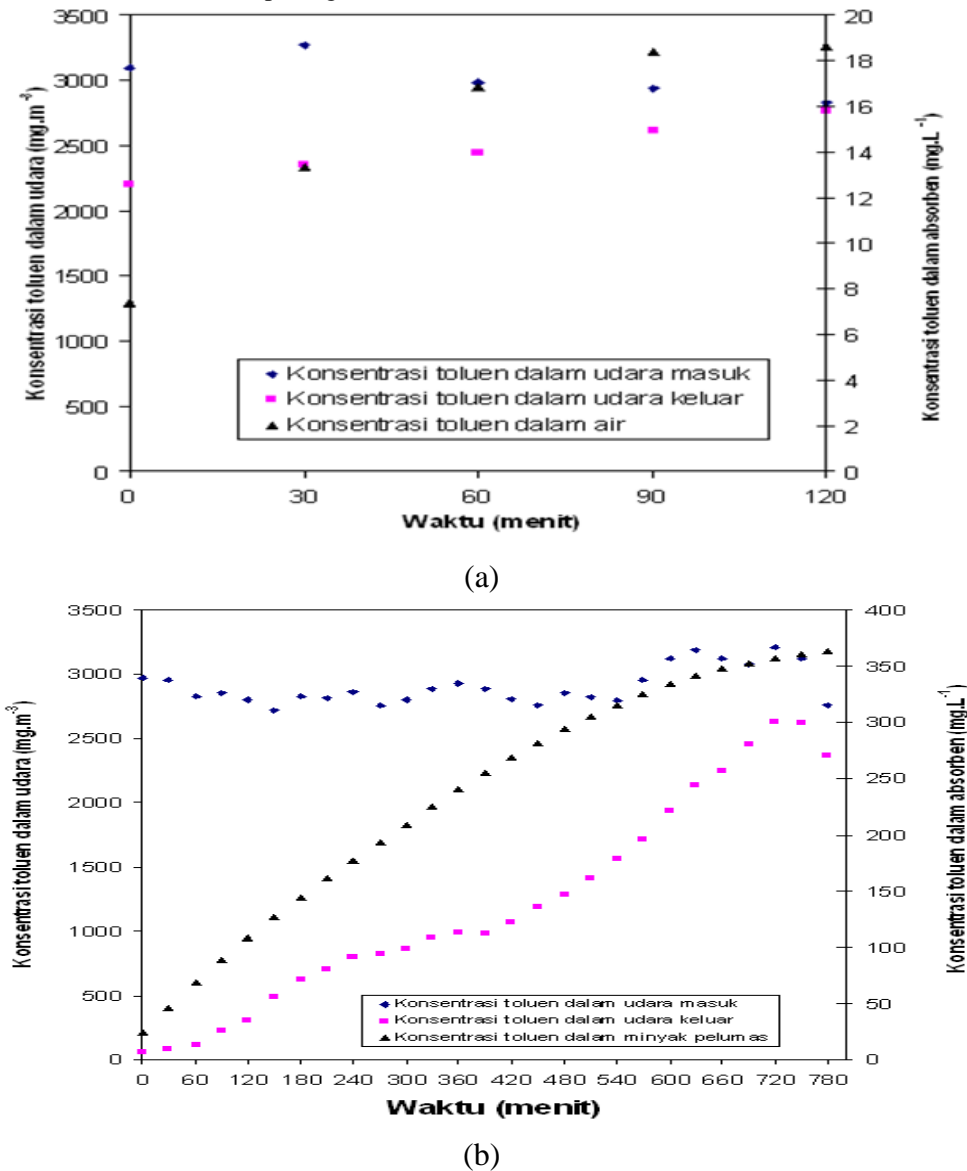 3500
3000
2500
2000
1500
1000
500
0
Konsentrasi toluen dalam udara (mg.m-3)
20
18
16
14
12
10
8
6
4
2
0
Konsentrasi toluen dalam absorben (mg.L-1)
Konsentrasi toluen dalam udara masuk
Konsentrasi toluen dalam udara keluar
Konsentrasi toluen dalam air
0 30 60 90 120
Waktu (menit)
(a)
3500
3000
2500
2000
1500
1000
500
0
Konsentrasi toluen dalam udara (mg.m-3)
400
350
300
250
200
150
100
50
0
Konsentrasi toluen dalam absorben (mg.L-1)
Konsentrasi toluen dalam udara masuk
Konsentrasi toluen dalam udara keluar
Konsentrasi toluen dalam minyak pelumas
0 60 120 180 240 300 360 420 480 540 600 660 720 780
Waktu (menit)
(b)